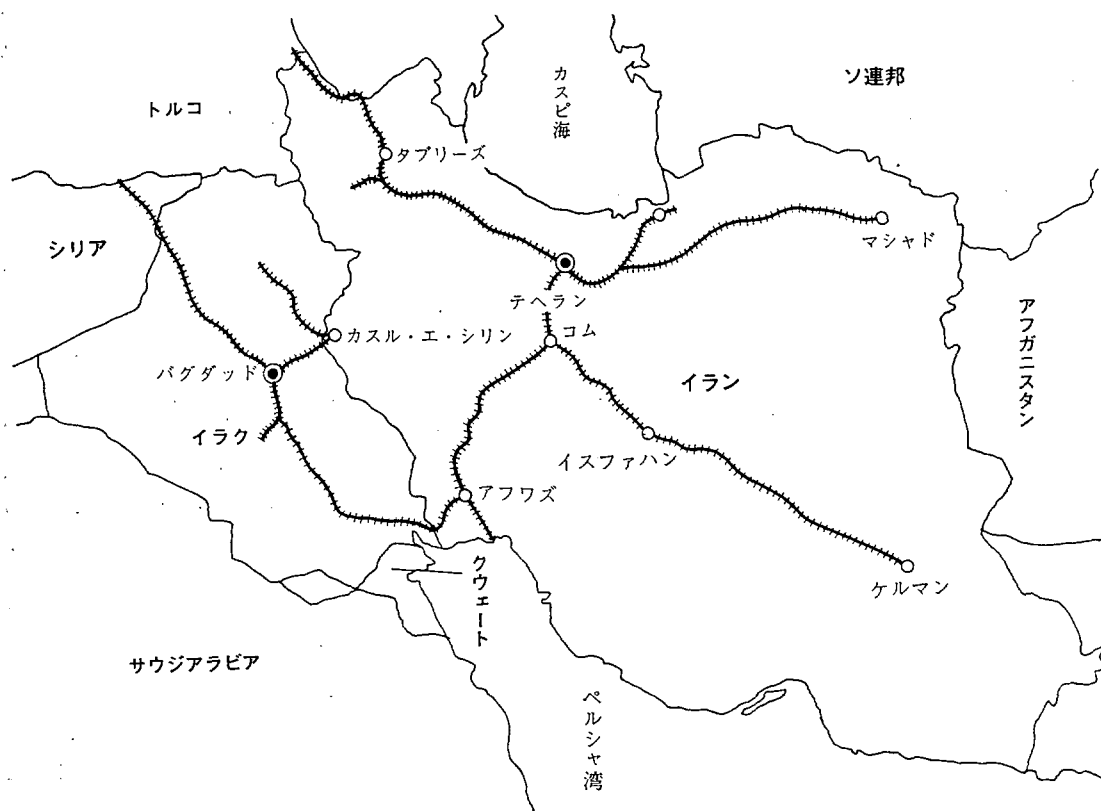 カスピ海
ソ連邦
トルコ
タブリーズ
マシャド
シリア
テヘラン
カスル・エ・シリン
コム
アフガニスタン
バグダッド
イラン
イラク
イスファハン
アフワズ
クウェート
ケルマン
サウジアラビア
ペルシャ湾